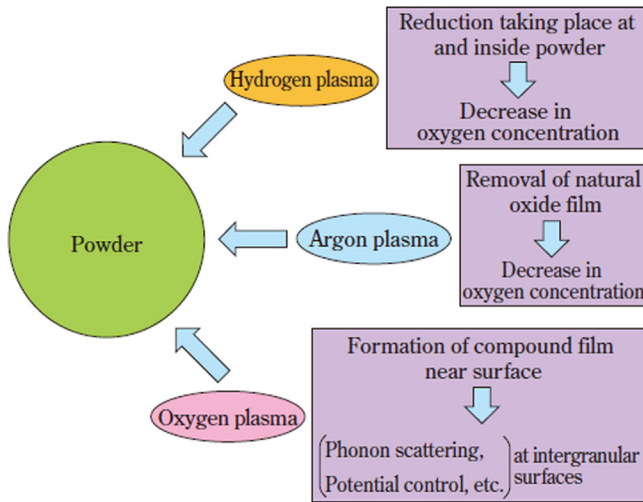 Reduction taking place at
and inside powder
Decrease in
oxygen concentration
Hydrogen plasma
Removal of natural
oxide film
Decrease in
oxygen concentration
Argon plasma
Powder
Formation of compound film
near surface
Oxygen plasma
(Phonon scattering,
Potential control, etc.)
at intergranular
surfaces